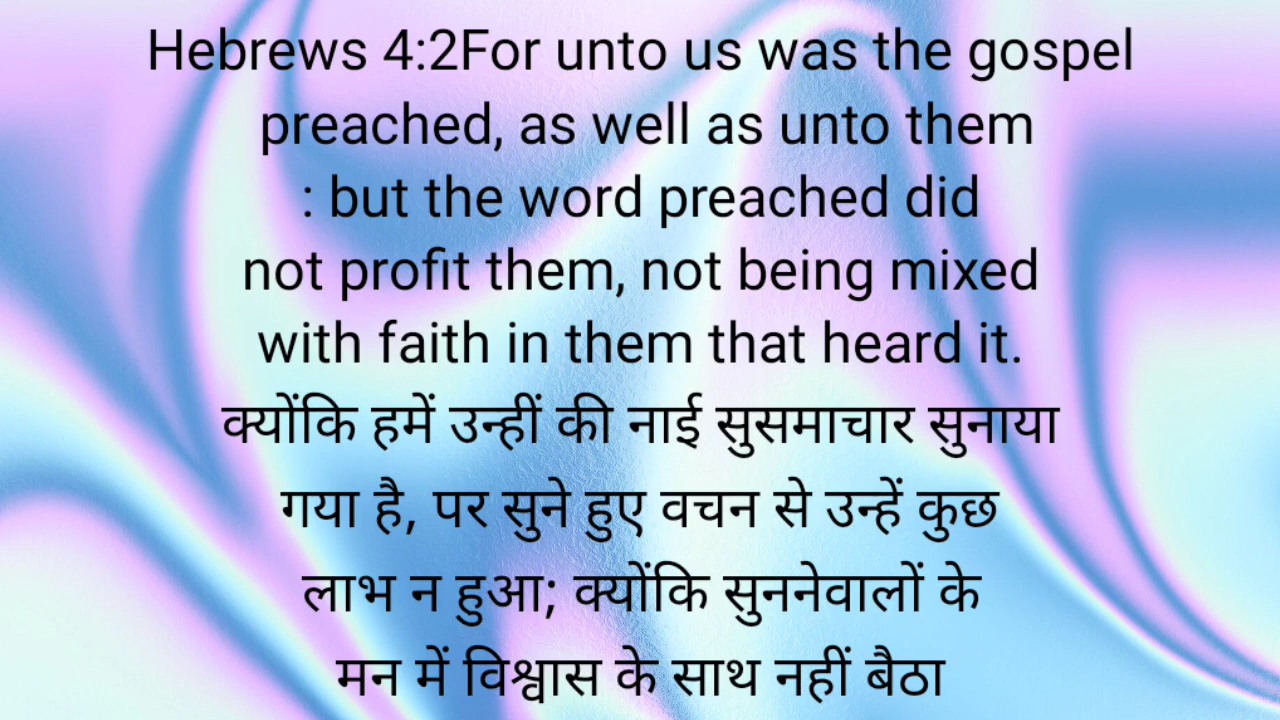 Hebrews 4:2For unto us was the gospel
preached, as well as unto them
: but the word preached did
not profit them, not being mixed
with faith in them that heard it.
क्योंकि हमें उन्हीं की नाई सुसमाचार सुनाया
गया है, पर सुने हुए वचन से उन्हें कुछ
लाभ न हुआ; क्योंकि सुननेवालों के
मन में विश्वास के साथ नहीं बैठा